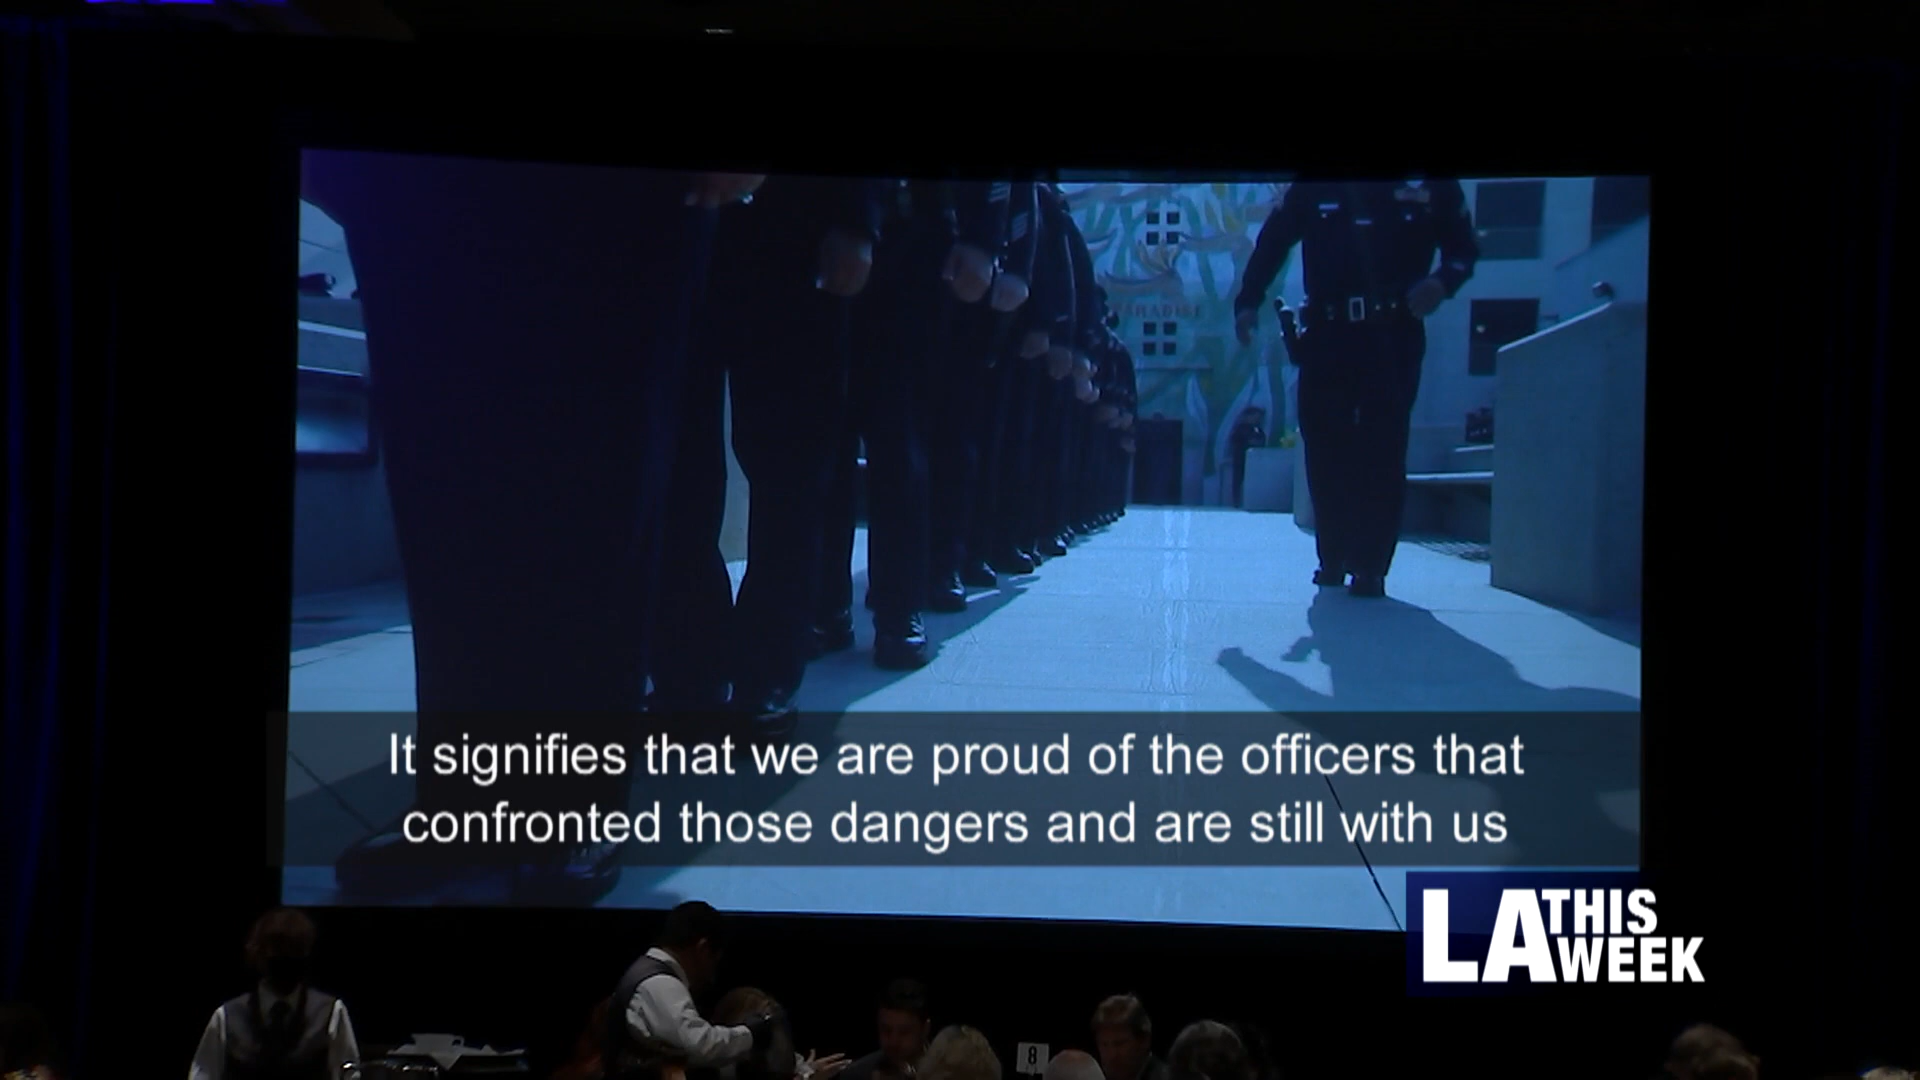 PARADISE
It signifies that we are proud of the officers that
confronted those dangers and are still with us
LA THIS
WEEK
8